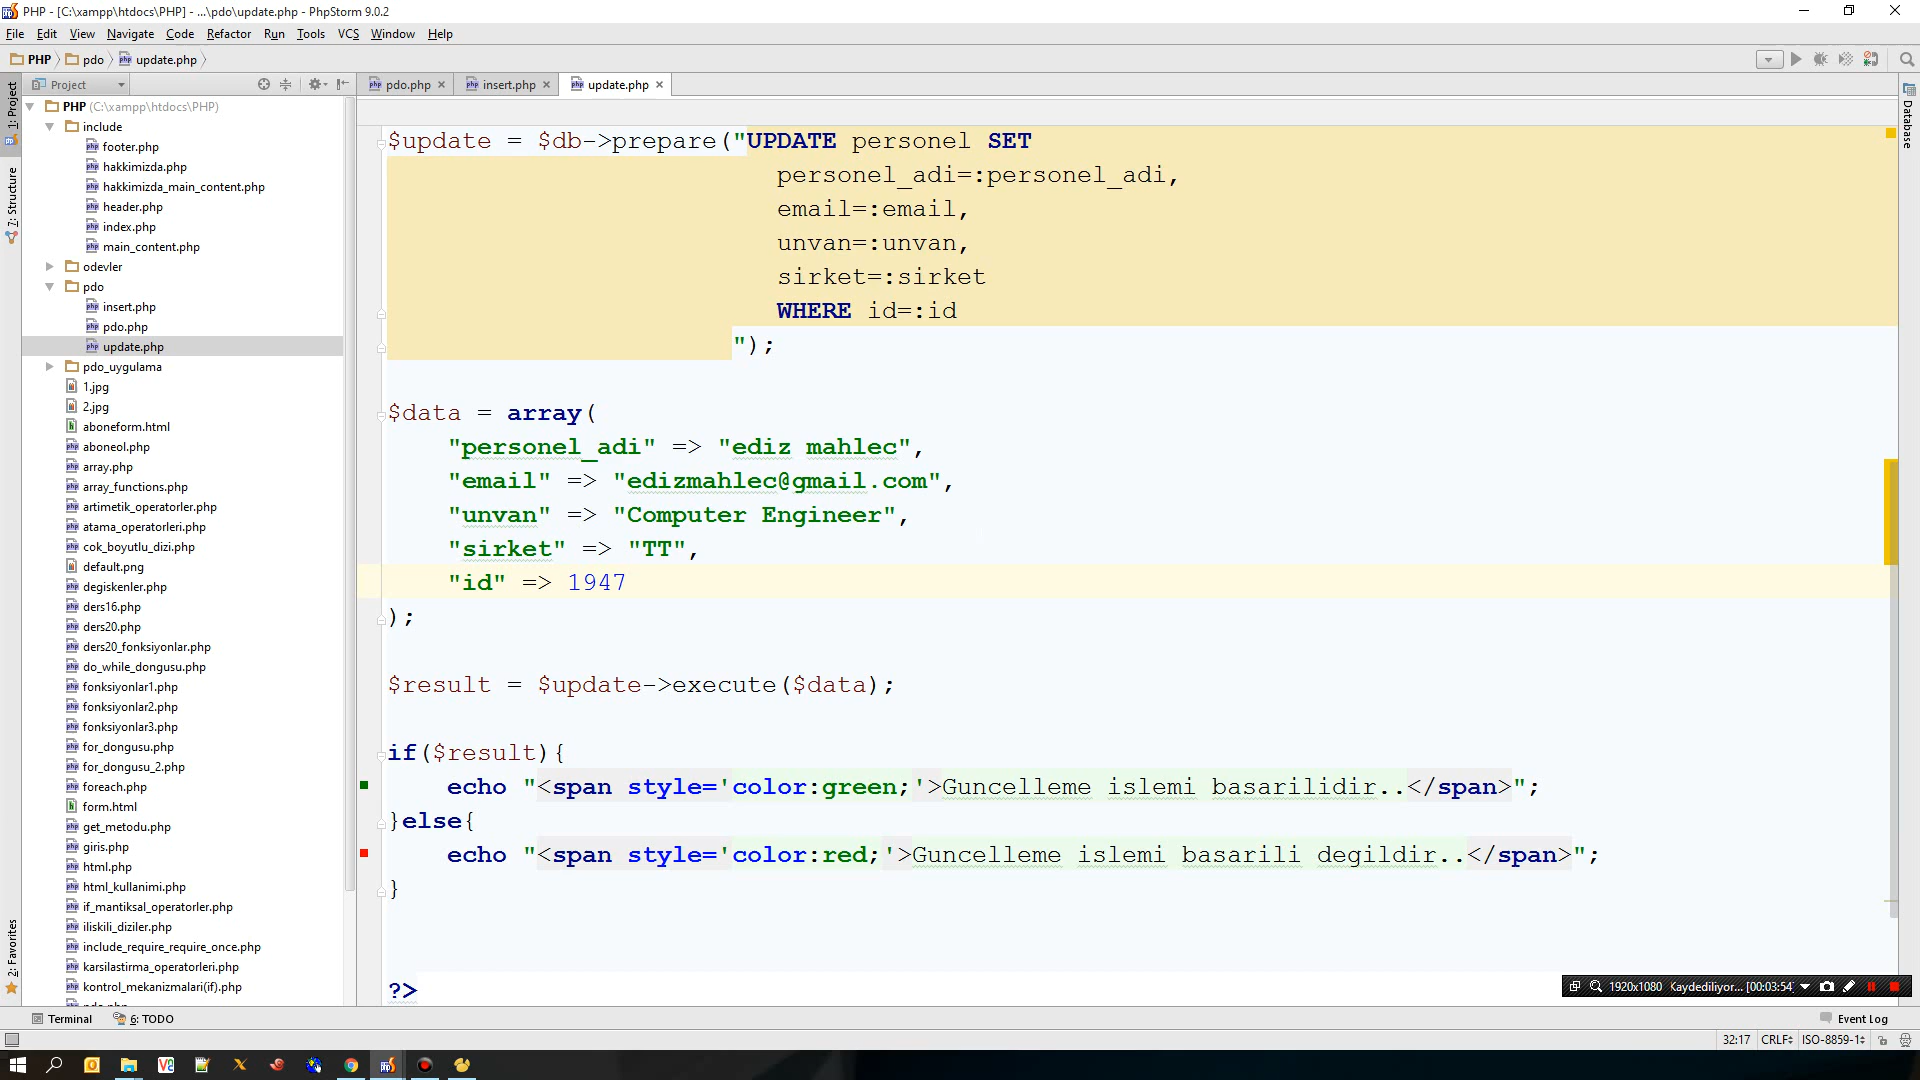 PHP - [C:\xampp\htdocs\PHP] - ...\pdo\update.php - PhpStorm 9.0.2
File Edit View Navigate Code Refactor Run Tools VCS Window Help
PHP pdo update.php
Project
pdo.php insert.php update.php
1: Project
7: Structure
2: Favorites
Database
PHP (C:\xampp\htdocs\PHP)
include
footer.php
hakkimizda.php
hakkimizda_main_content.php
header.php
index.php
main_content.php
odevler
pdo
insert.php
pdo.php
update.php
pdo_uygulama
1.jpg
2.jpg
aboneform.html
aboneol.php
array.php
array_functions.php
artimetik_operatorler.php
atama_operatorleri.php
cok_boyutlu_dizi.php
default.png
degiskenler.php
ders16.php
ders20.php
ders20_fonksiyonlar.php
do_while_dongusu.php
fonksiyonlar1.php
fonksiyonlar2.php
fonksiyonlar3.php
for_dongusu.php
for_dongusu_2.php
foreach.php
form.html
get_metodu.php
giris.php
html.php
html_kullanimi.php
if_mantiksal_operatorler.php
iliskili_diziler.php
include_require_require_once.php
karsilastirma_operatorleri.php
kontrol_mekanizmalari(if).php
pdo.php
$update = $db->prepare("UPDATE personel SET
personel_adi=:personel_adi,
email=:email,
unvan=:unvan,
sirket=:sirket
WHERE id=:id
");
$data = array(
"personel_adi" => "ediz mahlec",
"email" => "edizmahlec@gmail.com",
"unvan" => "Computer Engineer",
"sirket" => "TT",
"id" => 1947
);
$result = $update->execute($data);
if($result){
echo "<span style='color:green;'>Guncelleme islemi basarilidir..</span>";
}else{
echo "<span style='color:red;'>Guncelleme islemi basarili degildir..</span>";
}
?>
1920x1080 Kaydediliyor... [00:03:54]
Terminal 6: TODO Event Log
32:17 CRLF ISO-8859-1